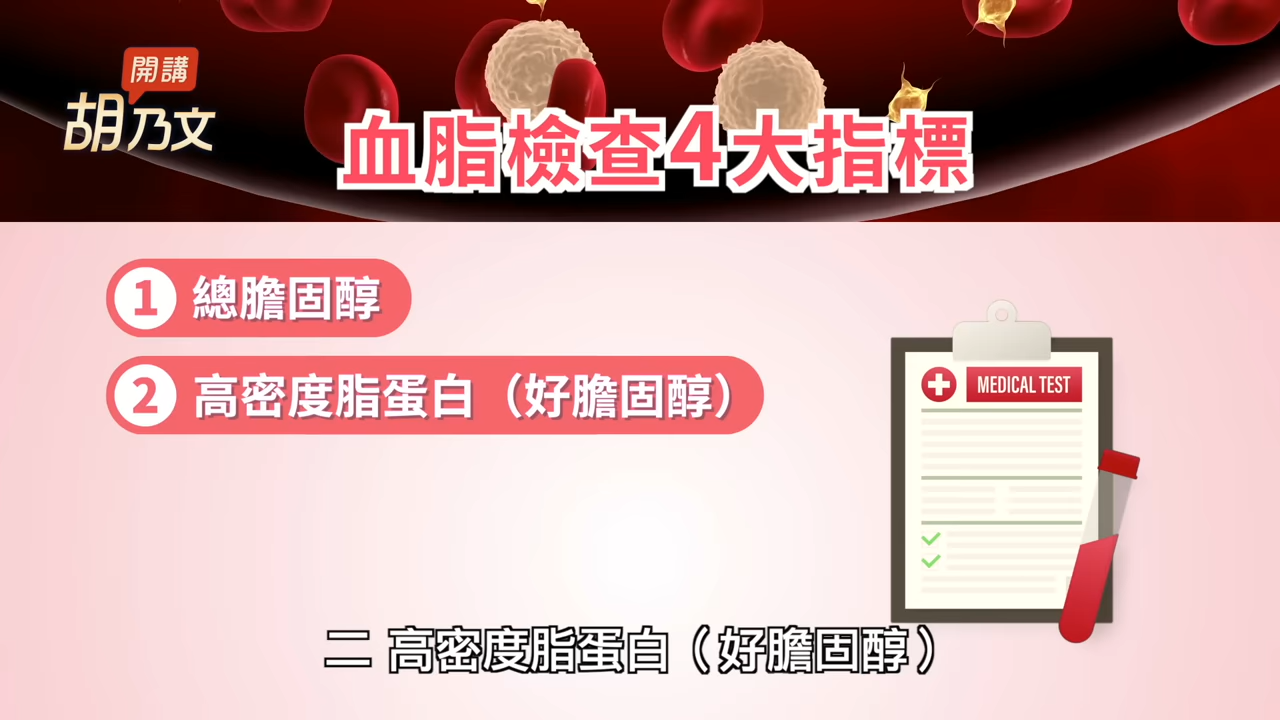 開講
胡乃文
血脂檢查4大指標
1 總膽固醇
2 高密度脂蛋白（好膽固醇）
MEDICAL TEST
二 高密度脂蛋白（好膽固醇）